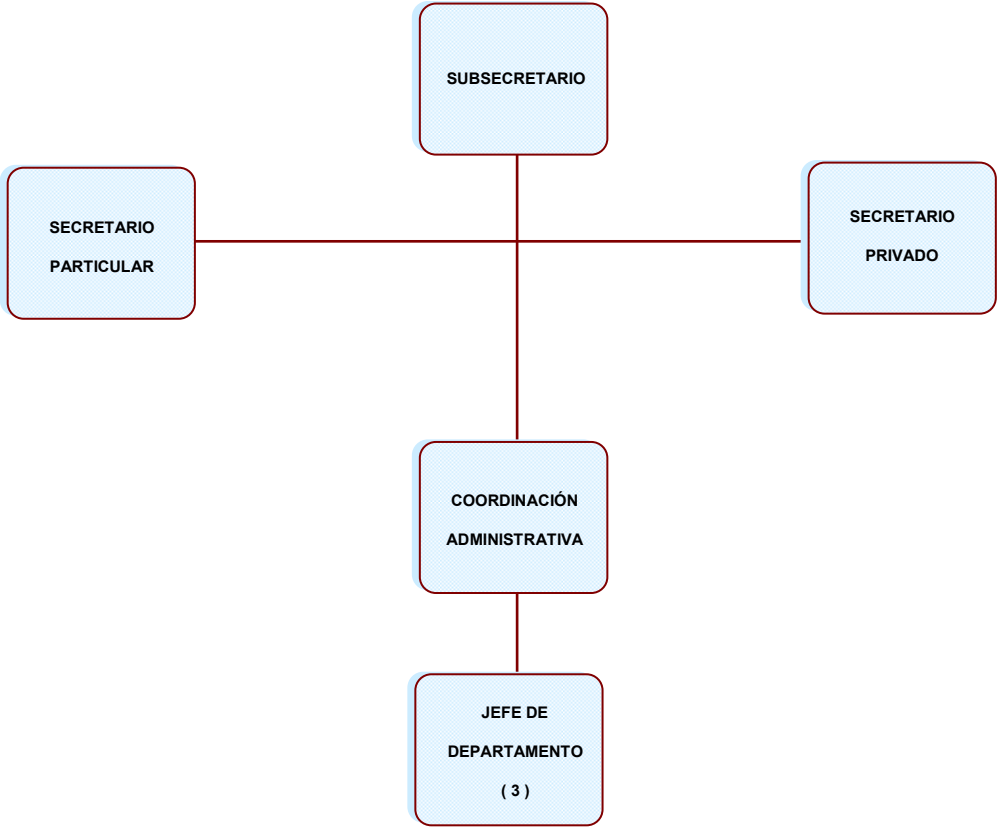 SUBSECRETARIO
SECRETARIO
PARTICULAR
SECRETARIO
PRIVADO
COORDINACIÓN
ADMINISTRATIVA
JEFE DE
DEPARTAMENTO
( 3 )